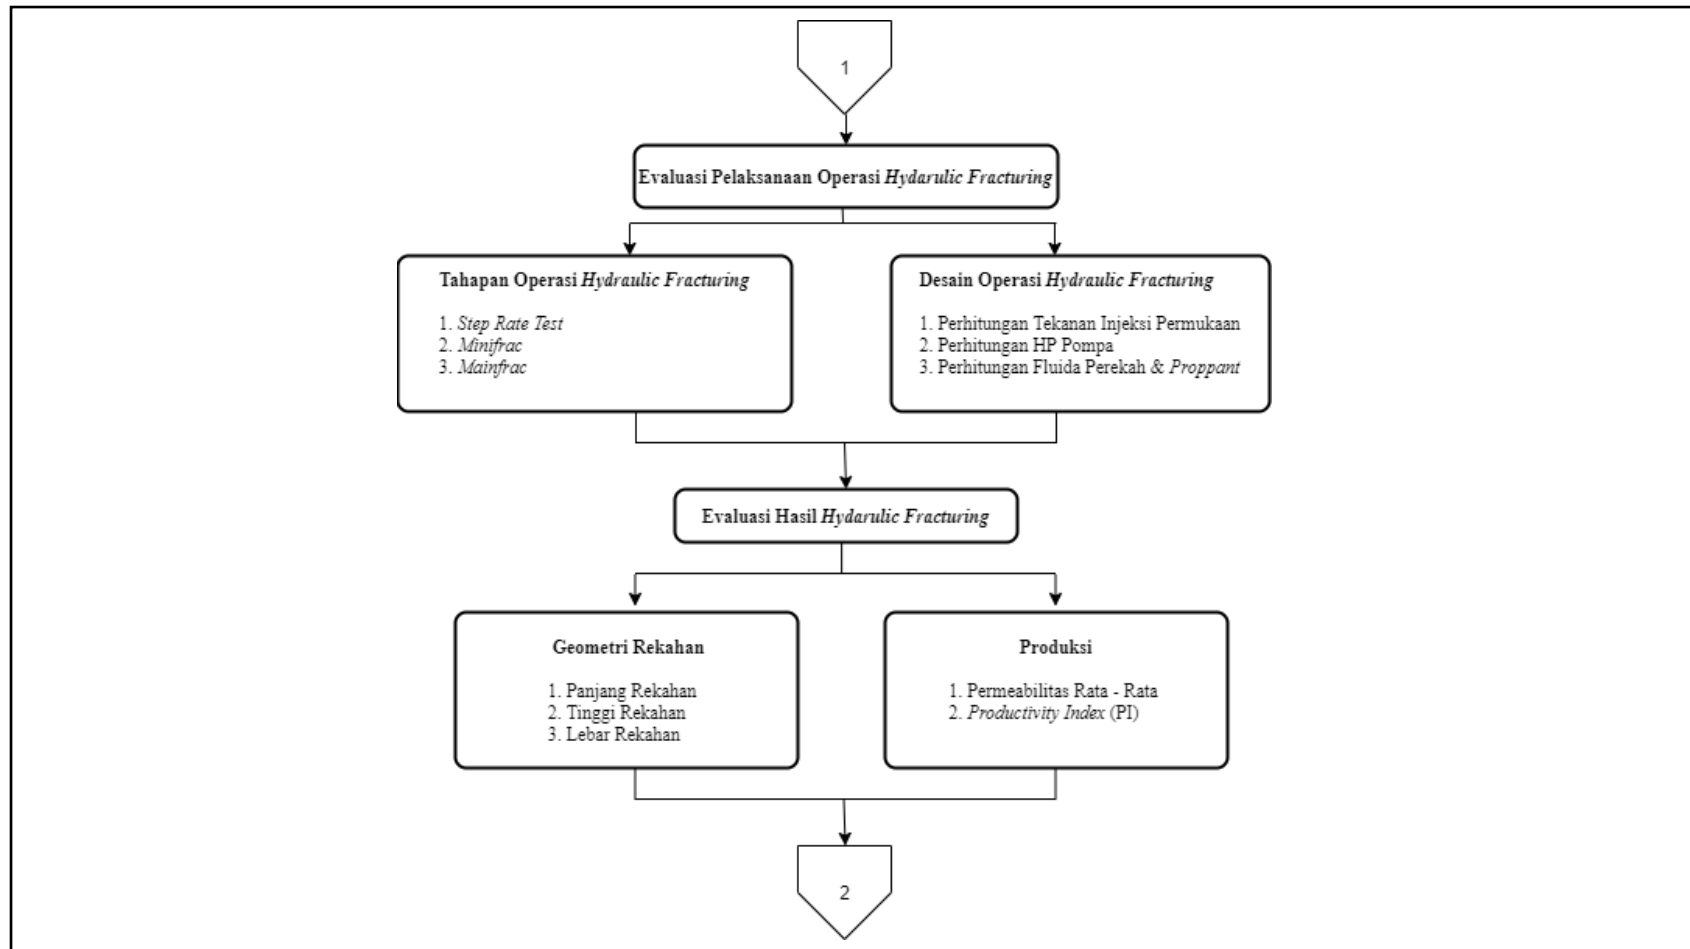 1
Evaluasi Pelaksanaan Operasi Hydarulic Fracturing
Tahapan Operasi Hydraulic Fracturing
1. Step Rate Test
2. Minifrac
3. Mainfrac
Desain Operasi Hydraulic Fracturing
1. Perhitungan Tekanan Injeksi Permukaan
2. Perhitungan HP Pompa
3. Perhitungan Fluida Perekah & Proppant
Evaluasi Hasil Hydarulic Fracturing
Geometri Rekahan
1. Panjang Rekahan
2. Tinggi Rekahan
3. Lebar Rekahan
Produksi
1. Permeabilitas Rata - Rata
2. Productivity Index (PI)
2